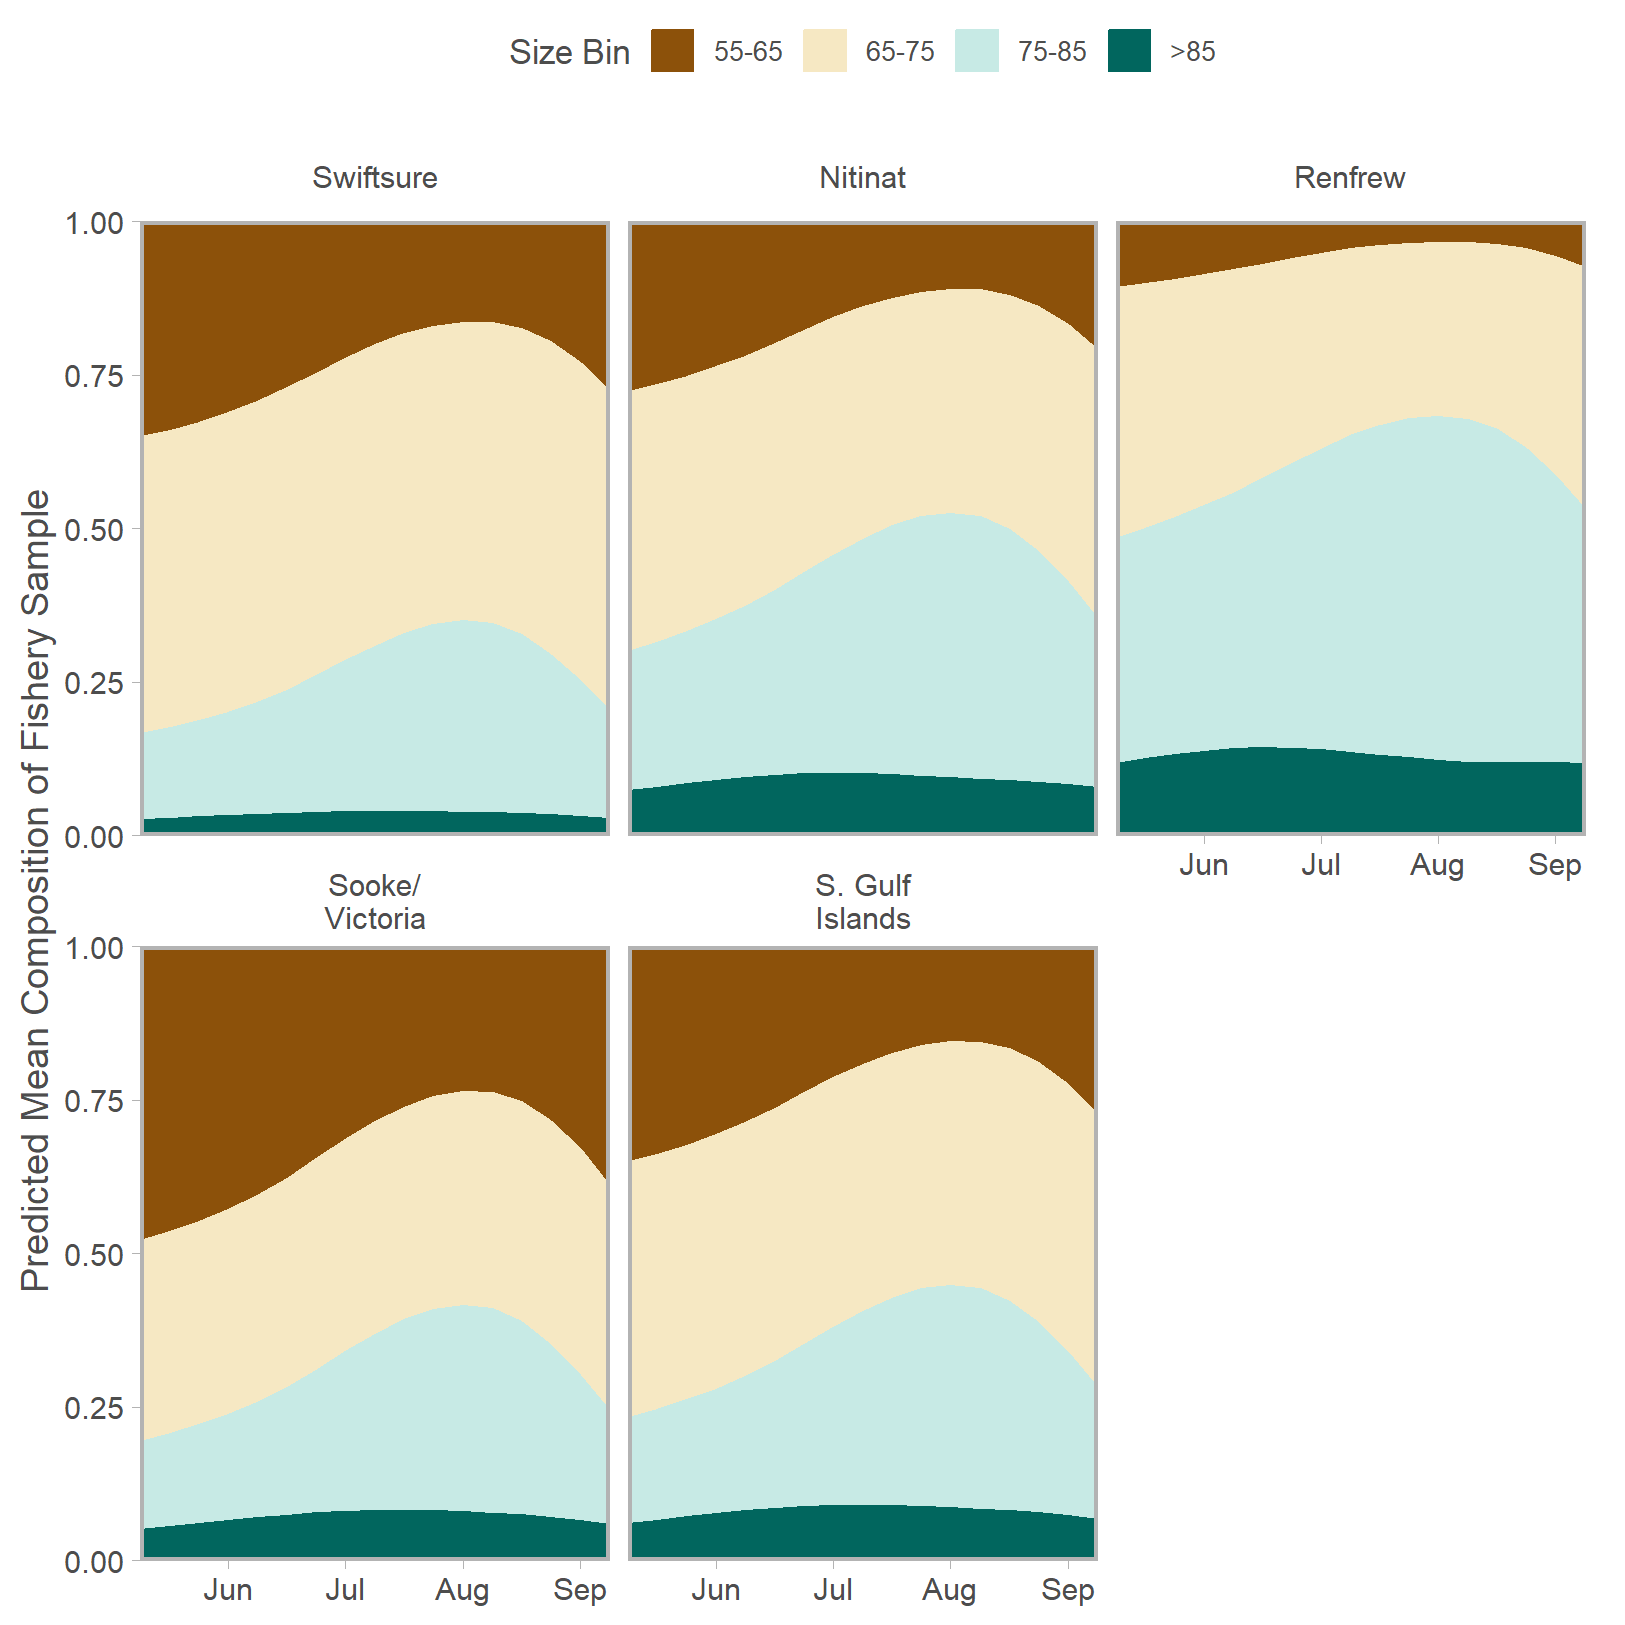 Size Bin 55-65 65-75 75-85 >85
Swiftsure Nitinat Renfrew
Predicted Mean Composition of Fishery Sample
1.00
0.75
0.50
0.25
0.00
Jun Jul Aug Sep
Sooke/
Victoria
S. Gulf
Islands
1.00
0.75
0.50
0.25
0.00
Jun Jul Aug Sep
Jun Jul Aug Sep